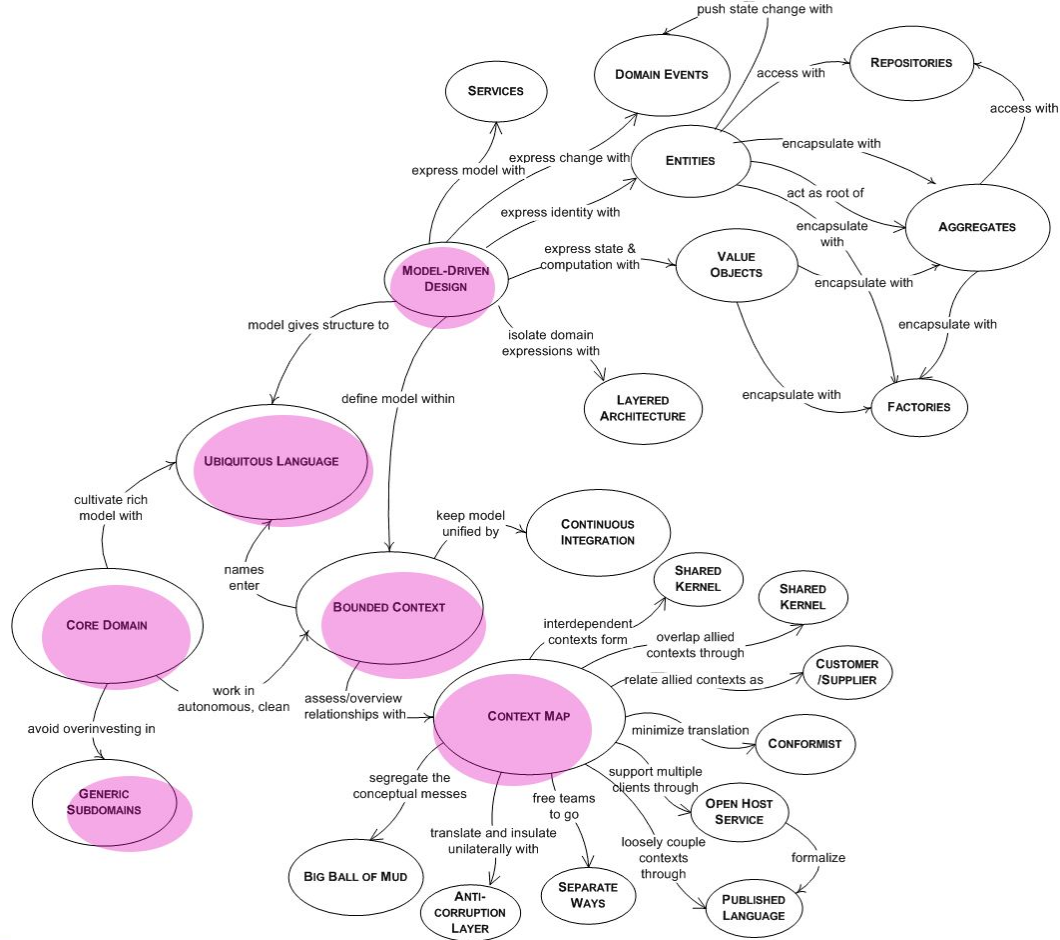 push state change with
DOMAIN EVENTS
REPOSITORIES
access with
SERVICES
access with
express change with
ENTITIES
encapsulate with
express model with
act as root of
express identity with
encapsulate
with
AGGREGATES
express state &
computation with
VALUE
OBJECTS
MODEL-DRIVEN
DESIGN
encapsulate with
model gives structure to
isolate domain
expressions with
encapsulate with
define model within
encapsulate with
LAYERED
ARCHITECTURE
FACTORIES
UBIQUITOUS LANGUAGE
cultivate rich
model with
keep model
unified by
CONTINUOUS
INTEGRATION
names
enter
SHARED
KERNEL
SHARED
KERNEL
CORE DOMAIN
BOUNDED CONTEXT
interdependent
contexts form
overlap allied
contexts through
CUSTOMER
/SUPPLIER
relate allied contexts as
work in
autonomous, clean
assess/overview
relationships with
CONTEXT MAP
avoid overinvesting in
minimize translation
CONFORMIST
GENERIC
SUBDOMAINS
segregate the
conceptual messes
support multiple
clients through
free teams
to go
OPEN HOST
SERVICE
translate and insulate
unilaterally with
loosely couple
contexts
through
formalize
BIG BALL OF MUD
ANTI-
CORRUPTION
LAYER
SEPARATE
WAYS
PUBLISHED
LANGUAGE